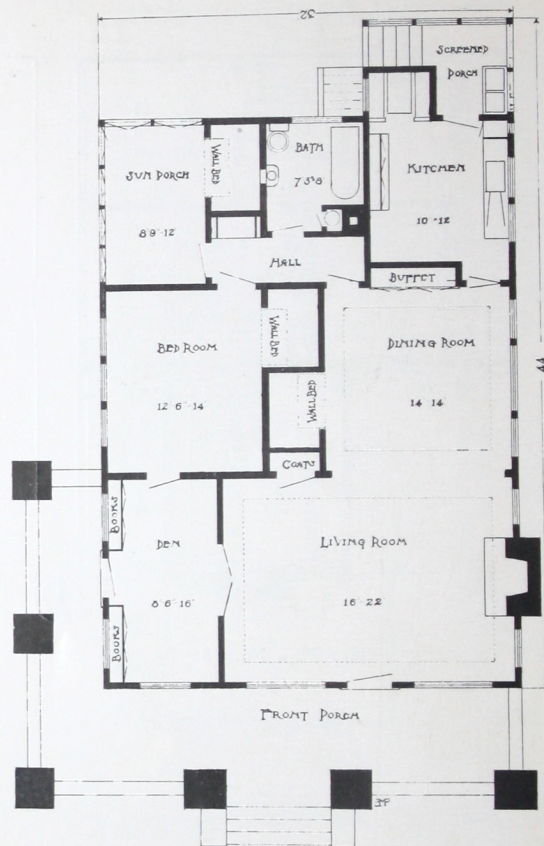 32
SCREENED
PORCH
SUN PORCH
8'9"-12'
WALL BED
BATH
7'3"-8
KITCHEN
10-12
HALL
BUFFET
BED ROOM
12'6"-14
WALL BED
DINING ROOM
14-14
44
WALL BED
COATS
BOOKS
DEN
8'6"-16'
LIVING ROOM
16-22
BOOKS
FRONT PORCH